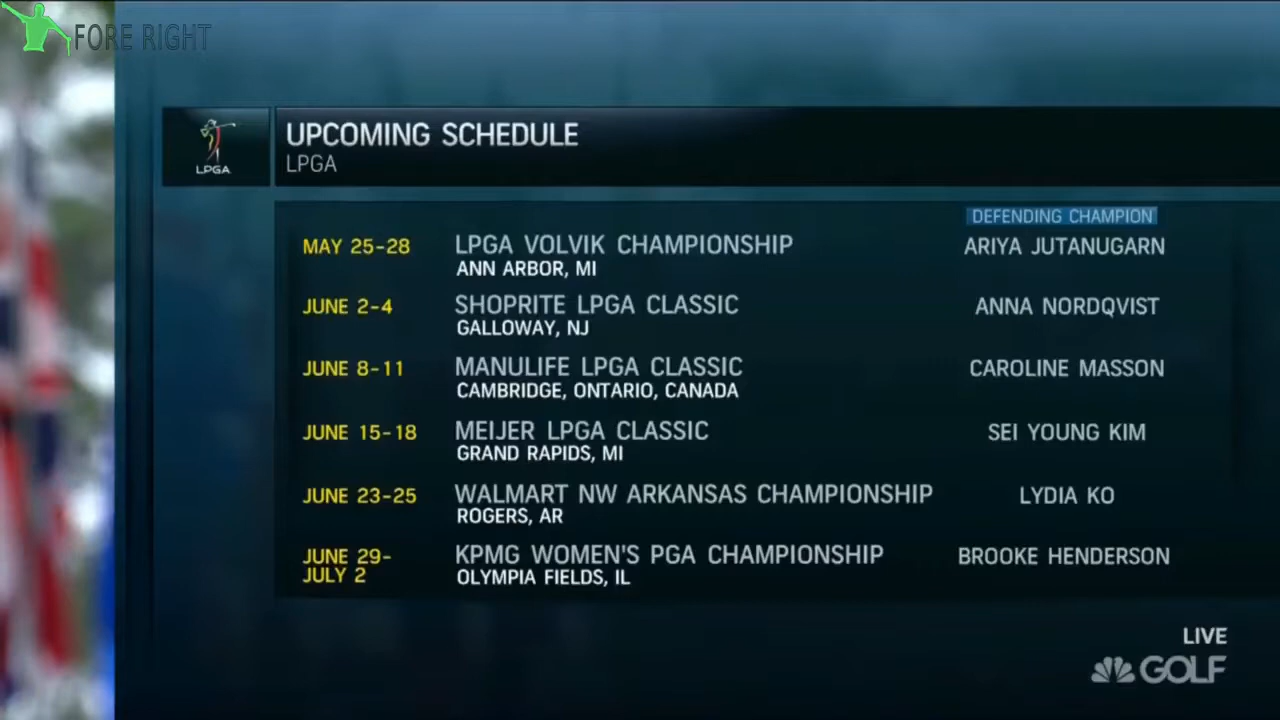 FORE RIGHT
UPCOMING SCHEDULE
LPGA
LPGA
DEFENDING CHAMPION
MAY 25-28 LPGA VOLVIK CHAMPIONSHIP ARIYA JUTANUGARN
ANN ARBOR, MI
JUNE 2-4 SHOPRITE LPGA CLASSIC ANNA NORDQVIST
GALLOWAY, NJ
JUNE 8-11 MANULIFE LPGA CLASSIC CAROLINE MASSON
CAMBRIDGE, ONTARIO, CANADA
JUNE 15-18 MEIJER LPGA CLASSIC SEI YOUNG KIM
GRAND RAPIDS, MI
JUNE 23-25 WALMART NW ARKANSAS CHAMPIONSHIP LYDIA KO
ROGERS, AR
JUNE 29- KPMG WOMEN'S PGA CHAMPIONSHIP BROOKE HENDERSON
JULY 2 OLYMPIA FIELDS, IL
LIVE
GOLF